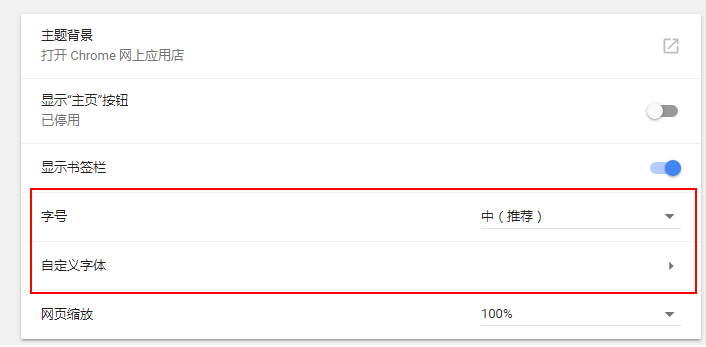 主题背景
打开 Chrome 网上应用店
显示“主页”按钮
已停用
显示书签栏
字号
中（推荐）
自定义字体
网页缩放
100%